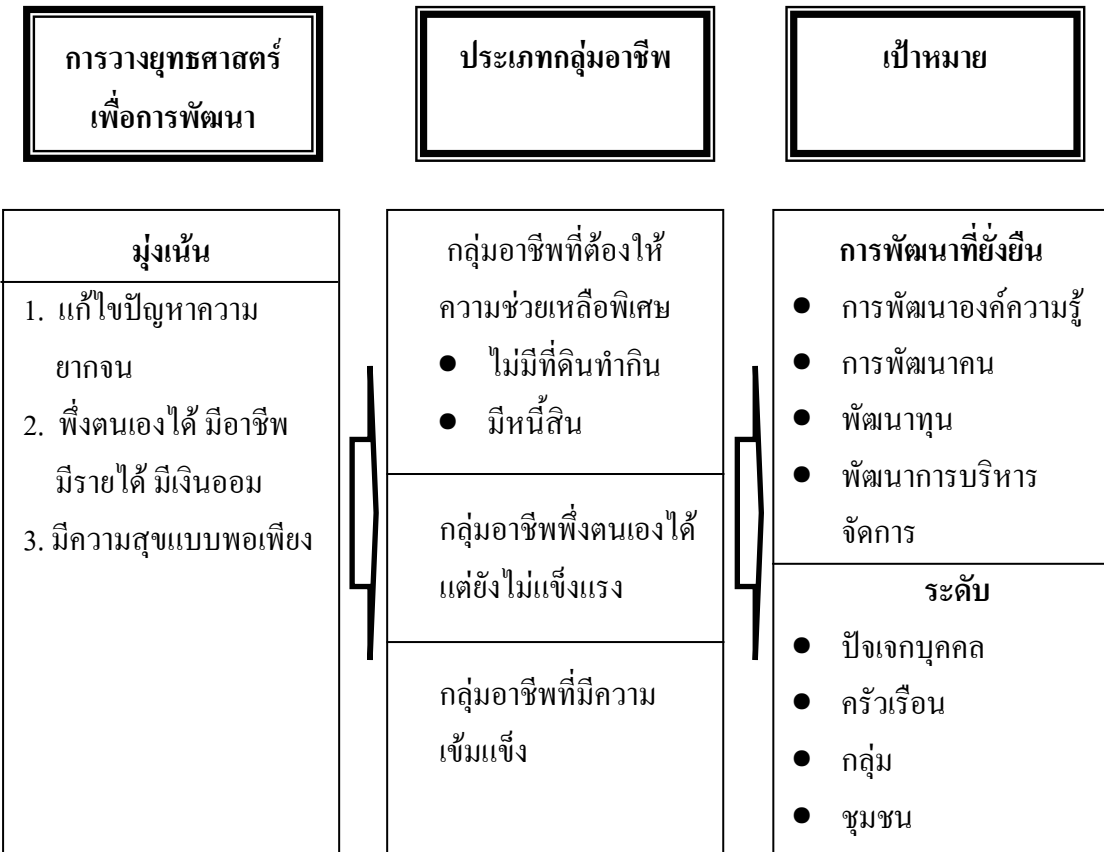 การวางยุทธศาสตร์
เพื่อการพัฒนา
ประเภทกลุ่มอาชีพ
เป้าหมาย
มุ่งเน้น
1. แก้ไขปัญหาความ
ยากจน
2. พึ่งตนเองได้ มีอาชีพ
มีรายได้ มีเงินออม
3. มีความสุขแบบพอเพียง
กลุ่มอาชีพที่ต้องให้
ความช่วยเหลือพิเศษ
● ไม่มีที่ดินทำกิน
● มีหนี้สิน
กลุ่มอาชีพพึ่งตนเองได้
แต่ยังไม่แข็งแรง
กลุ่มอาชีพที่มีความ
เข้มแข็ง
การพัฒนาที่ยั่งยืน
● การพัฒนาองค์ความรู้
● การพัฒนาคน
● พัฒนาทุน
● พัฒนาการบริหาร
จัดการ
ระดับ
● ปัจเจกบุคคล
● ครัวเรือน
● กลุ่ม
● ชุมชน